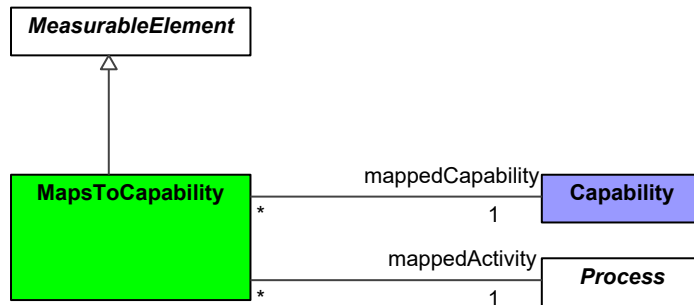 MeasurableElement
MapsToCapability
mappedCapability
Capability
* 1
mappedActivity
Process
* 1